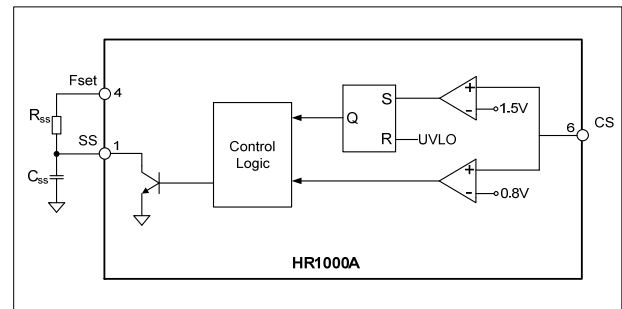 Fset
4
Rss
SS
1
Css
Control
Logic
Q
S
R
UVLO
+
-
1.5V
6
CS
+
-
0.8V
HR1000A